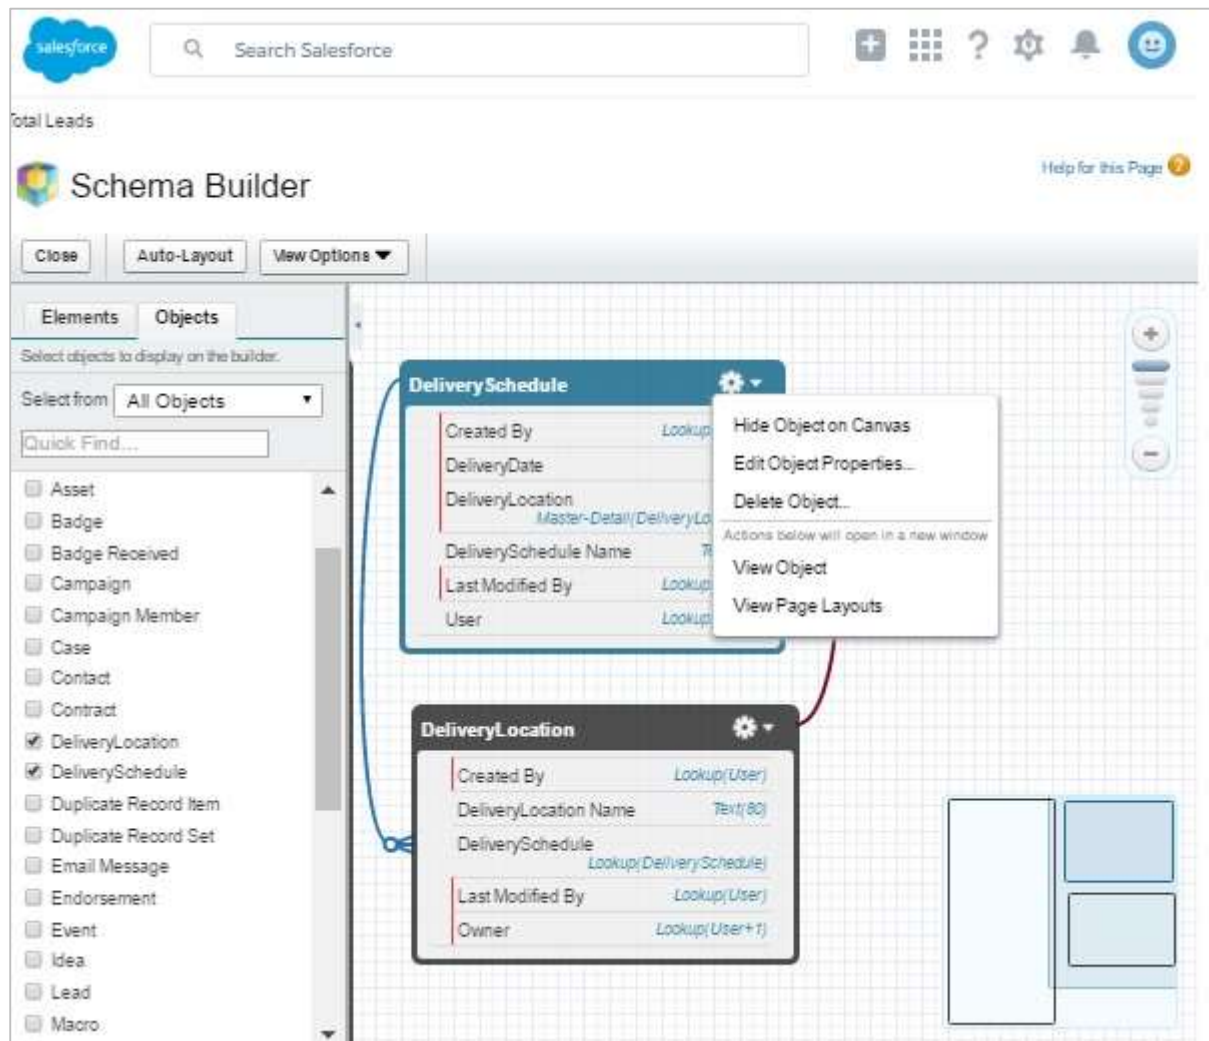 salesforce
Search Salesforce
Total Leads
Schema Builder
Help for this Page
Close
Auto-Layout
View Options
Elements
Objects
Select objects to display on the builder.
Select from
All Objects
Quick Find...
Asset
Badge
Badge Received
Campaign
Campaign Member
Case
Contact
Contract
DeliveryLocation
DeliverySchedule
Duplicate Record Item
Duplicate Record Set
Email Message
Endorsement
Event
Idea
Lead
Macro
DeliverySchedule
Created By Lookup
DeliveryDate
DeliveryLocation
Master-Detail(DeliveryLo
DeliverySchedule Name
Last Modified By Lookup
User Lookup
Hide Object on Canvas
Edit Object Properties...
Delete Object...
Actions below will open in a new window
View Object
View Page Layouts
DeliveryLocation
Created By Lookup(User)
DeliveryLocation Name Text(80)
DeliverySchedule
Lookup(DeliverySchedule)
Last Modified By Lookup(User)
Owner Lookup(User+1)